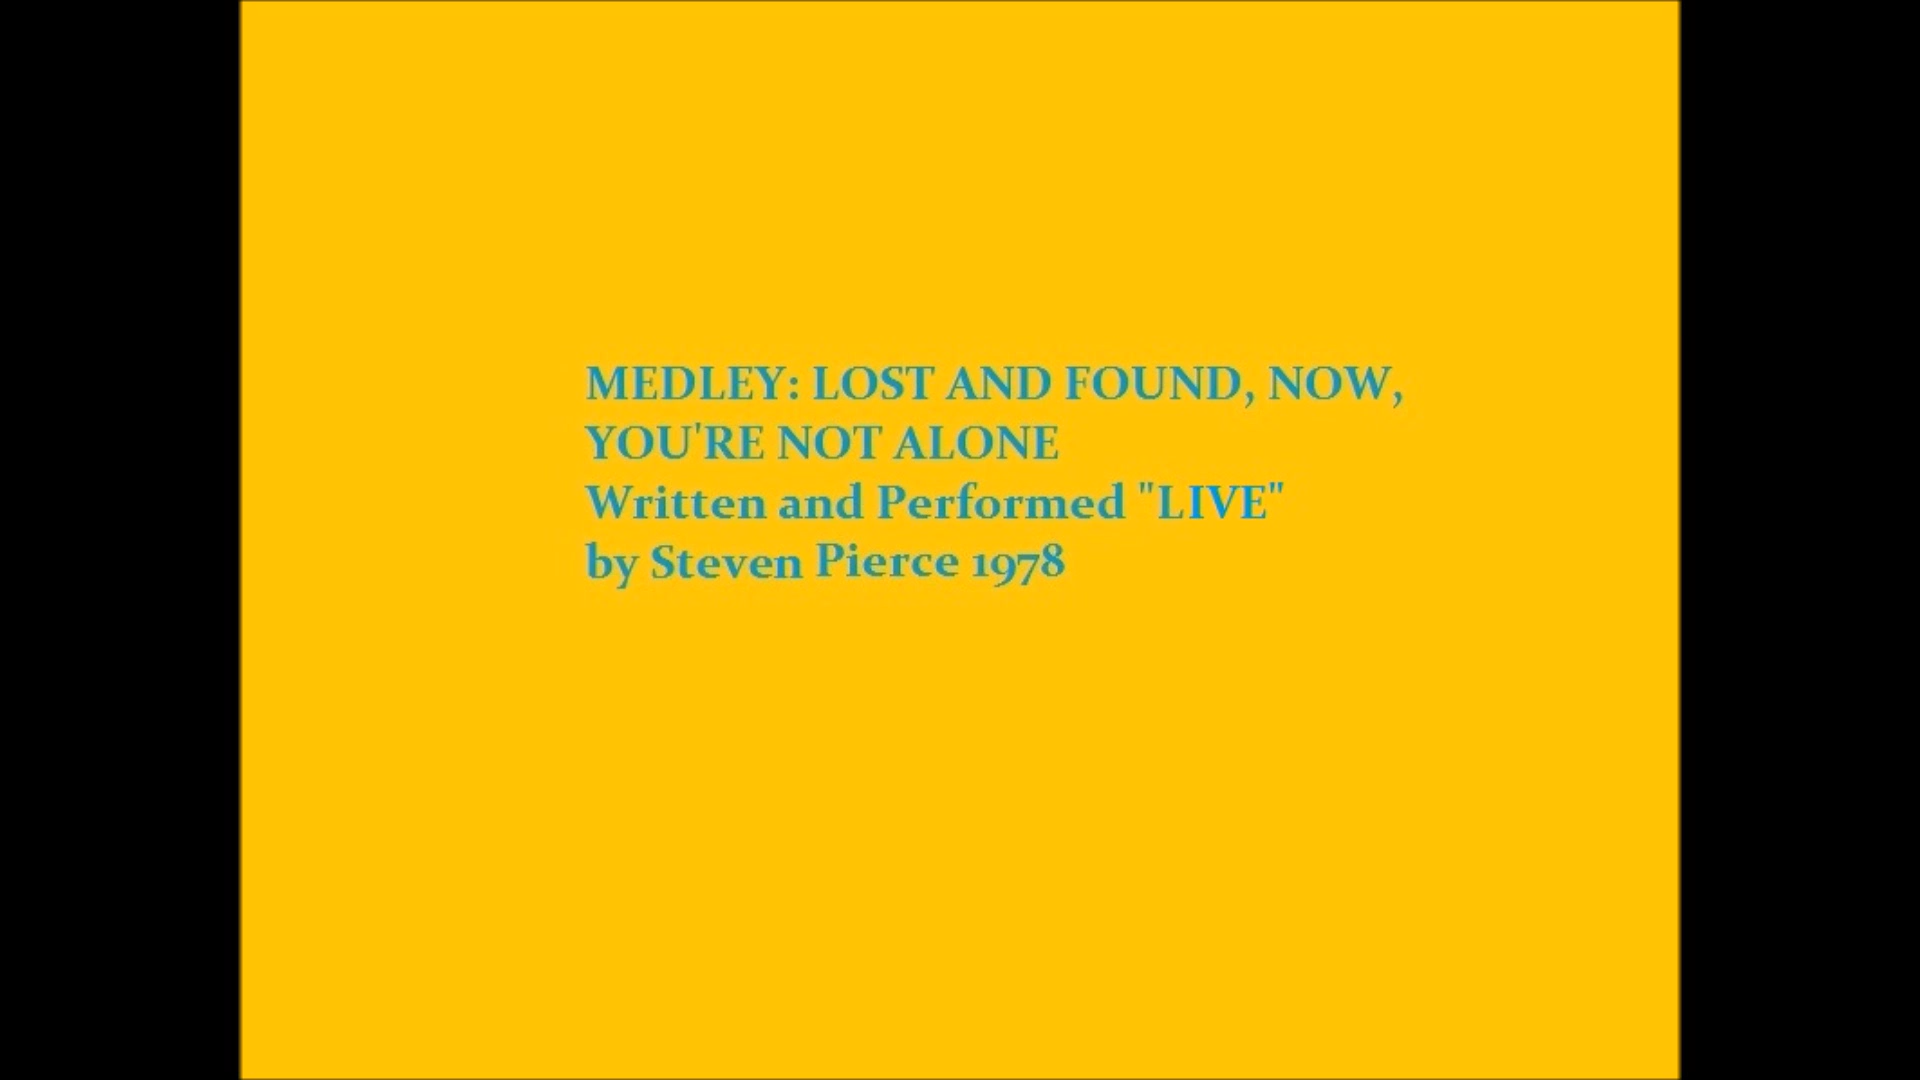 MEDLEY: LOST AND FOUND, NOW,
YOU'RE NOT ALONE
Written and Performed "LIVE"
by Steven Pierce 1978